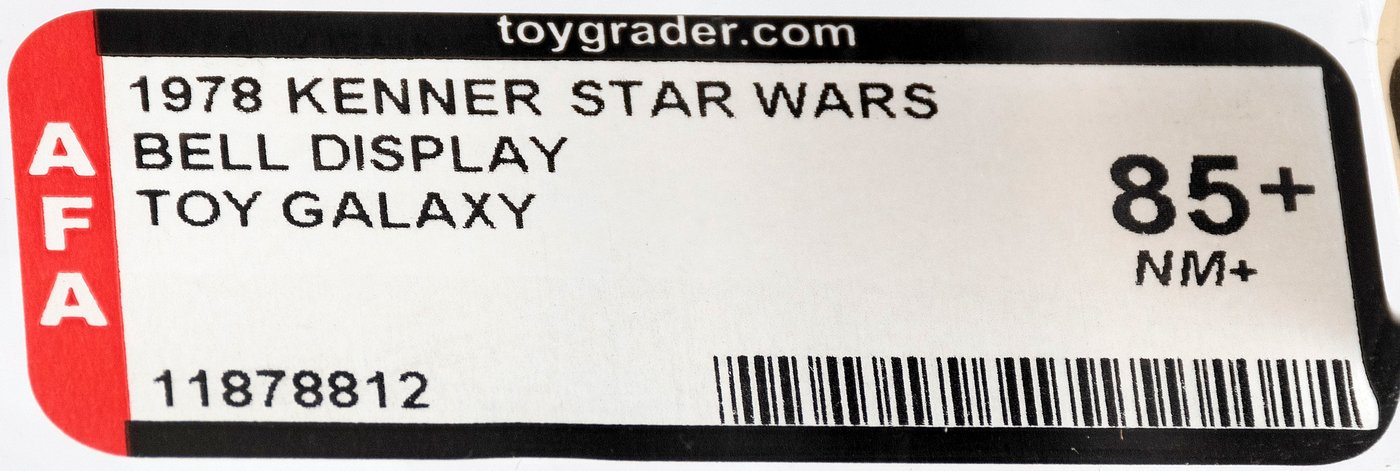 toygrader.com
AFA
1978 KENNER STAR WARS
BELL DISPLAY
TOY GALAXY
85+
NM+
11878812